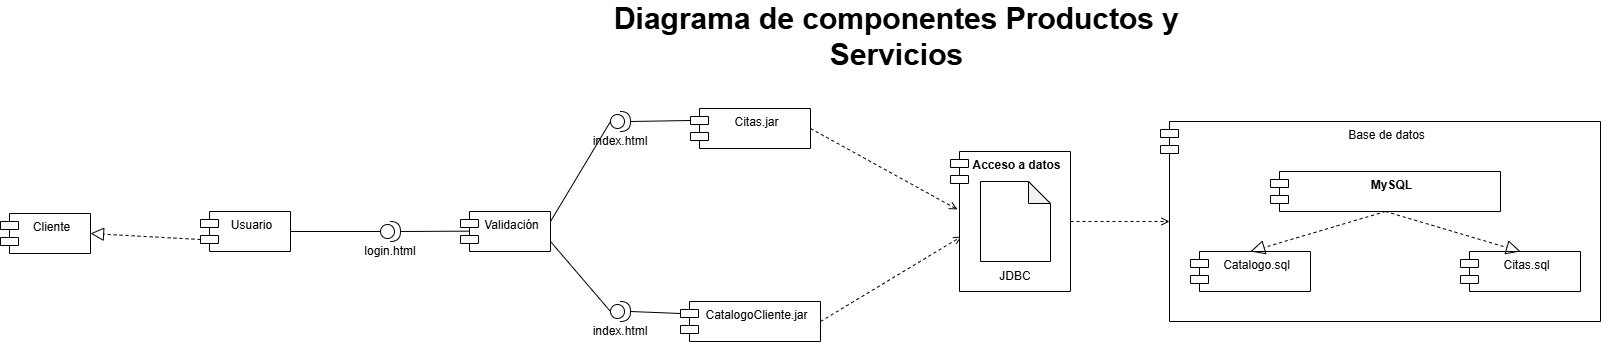 Diagrama de componentes Productos y
Servicios
Cliente
Usuario
login.html
Validación
index.html
Citas.jar
index.html
CatalogoCliente.jar
Acceso a datos
JDBC
Base de datos
MySQL
Catalogo.sql
Citas.sql